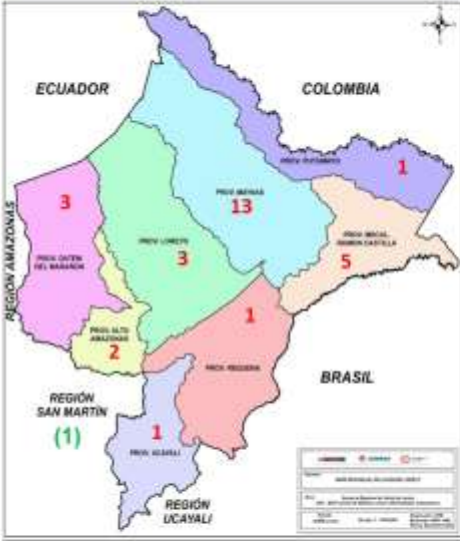 ECUADOR
COLOMBIA
PROV. PUTUMAYO
1
PROV. MAYNAS
13
REGIÓN AMAZONAS
3
PROV. DATEM
DEL MARAÑON
PROV. LORETO
3
PROV. MRCAL.
RAMON CASTILLA
5
PROV. ALTO
AMAZONAS
2
1
PROV. REQUENA
BRASIL
REGIÓN
SAN MARTÍN
(1)
1
PROV. UCAYALI
REGIÓN
UCAYALI